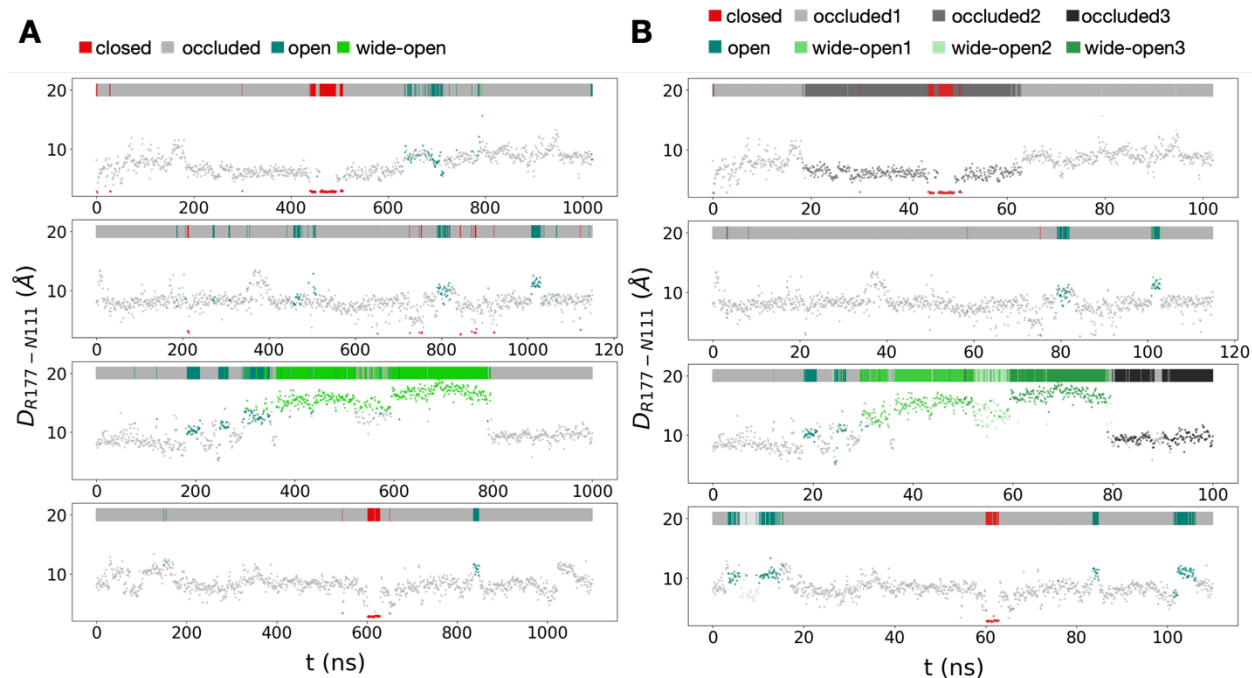 A
closed occluded open wide-open
B
closed occluded1 occluded2 occluded3
open wide-open1 wide-open2 wide-open3
D_R177-N111 (Å)
20
10
0 200 400 600 800 1000
20
10
0 200 400 600 800 1000 120
20
10
0 200 400 600 800 1000
20
10
0 200 400 600 800 1000
t (ns)
D_R177-N111 (Å)
20
10
0 20 40 60 80 100
20
10
0 20 40 60 80 100 120
20
10
0 20 40 60 80 100
20
10
0 20 40 60 80 100
t (ns)